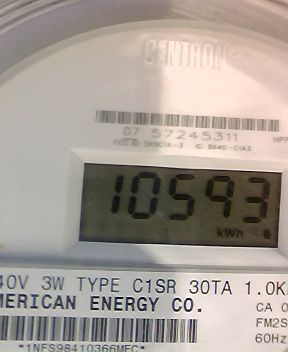 CENTRON®
07 57245311
10593
kWh
40V 3W TYPE C1SR 30TA 1.0K
MERICAN ENERGY CO.
CA 0
FM2S
60Hz
*1NFS98410366MFC*